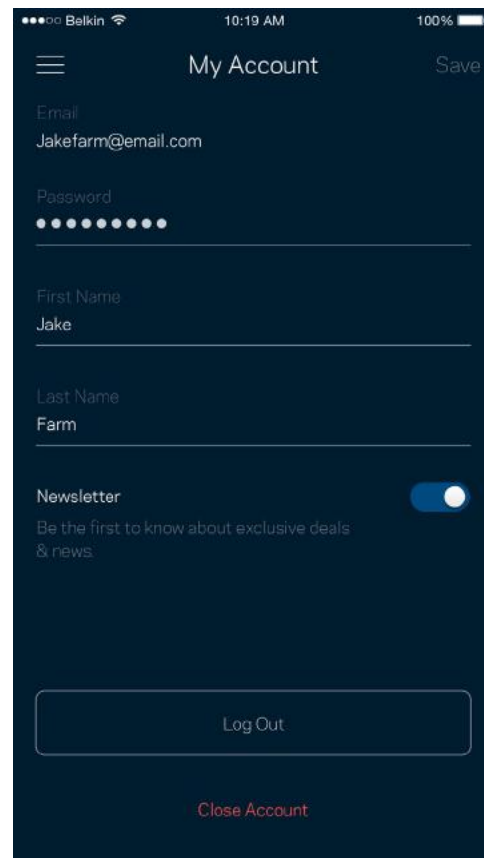 Belkin 10:19 AM 100%
My Account Save
Email
Jakefarm@email.com
Password
●●●●●●●●●
First Name
Jake
Last Name
Farm
Newsletter
Be the first to know about exclusive deals
& news.
Log Out
Close Account